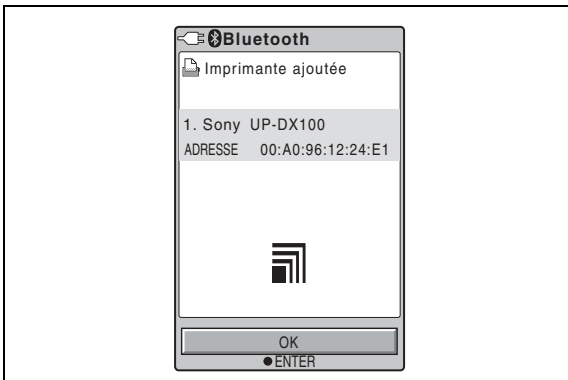 Bluetooth
Imprimante ajoutée
1. Sony UP-DX100
ADRESSE 00:A0:96:12:24:E1
OK
●ENTER